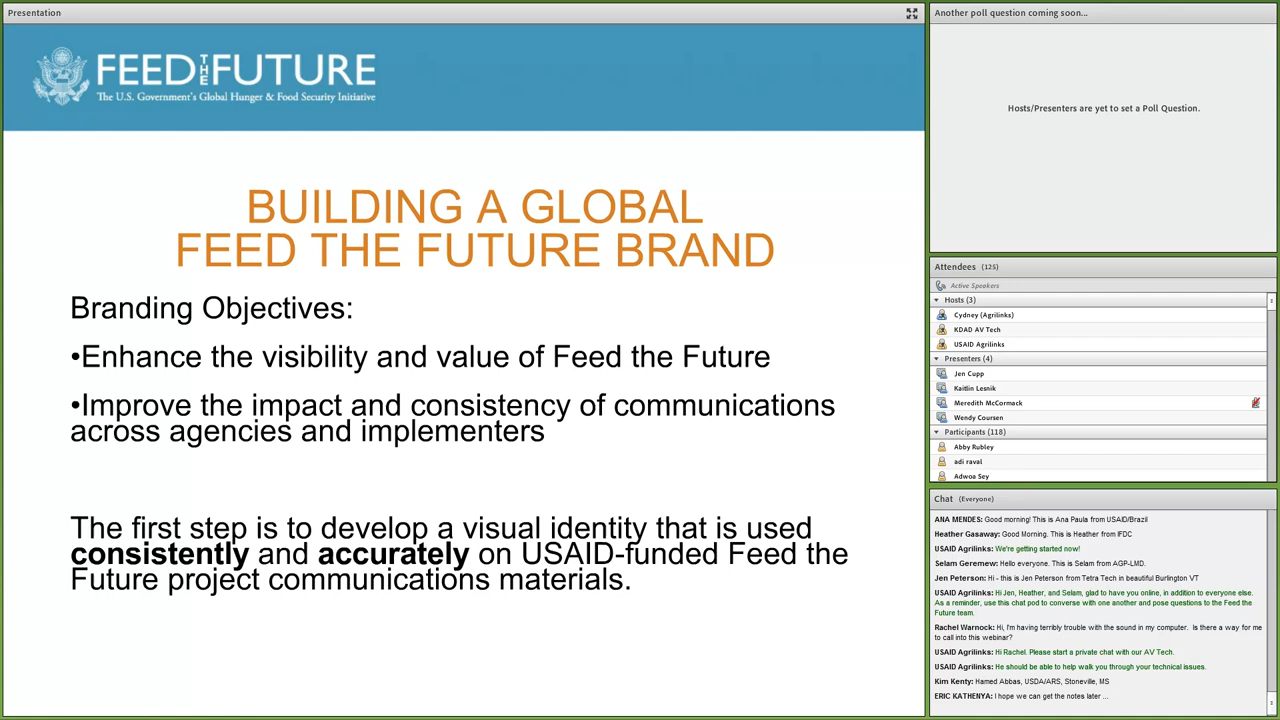 Presentation
FEED THE FUTURE
The U.S. Government's Global Hunger & Food Security Initiative
BUILDING A GLOBAL
FEED THE FUTURE BRAND
Branding Objectives:
•Enhance the visibility and value of Feed the Future
•Improve the impact and consistency of communications
across agencies and implementers
The first step is to develop a visual identity that is used
consistently and accurately on USAID-funded Feed the
Future project communications materials.
Another poll question coming soon...
Hosts/Presenters are yet to set a Poll Question.
Attendees (125)
Active Speakers
Hosts (3)
Cydney (Agrilinks)
KDAD AV Tech
USAID Agrilinks
Presenters (4)
Jen Cupp
Kaitlin Lesnik
Meredith McCormack
Wendy Coursen
Participants (118)
Abby Rubley
adi raval
Adwoa Sey
Chat (Everyone)
ANA MENDES: Good morning! This is Ana Paula from USAID/Brazil
Heather Gasaway: Good Morning. This is Heather from IFDC
USAID Agrilinks: We're getting started now!
Selam Geremew: Hello everyone. This is Selam from AGP-LMD.
Jen Peterson: Hi - this is Jen Peterson from Tetra Tech in beautiful Burlington VT
USAID Agrilinks: Hi Jen, Heather, and Selam, glad to have you online, in addition to everyone else.
As a reminder, use this chat pod to converse with one another and pose questions to the Feed the
Future team.
Rachel Warnock: Hi, I'm having terribly trouble with the sound in my computer. Is there a way for me
to call into this webinar?
USAID Agrilinks: Hi Rachel. Please start a private chat with our AV Tech.
USAID Agrilinks: He should be able to help walk you through your technical issues.
Kim Kenty: Hamed Abbas, USDA/ARS, Stoneville, MS
ERIC KATHENYA: I hope we can get the notes later ...